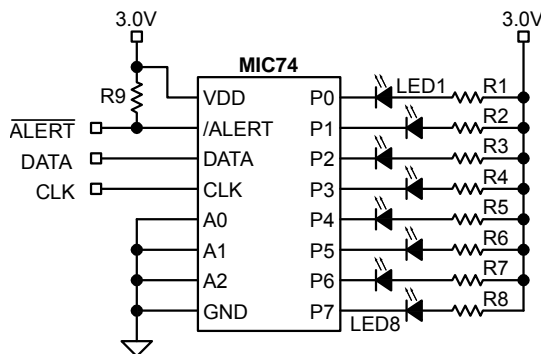 3.0V
3.0V
MIC74
R9
ALERT
DATA
CLK
VDD
/ALERT
DATA
CLK
A0
A1
A2
GND
P0
P1
P2
P3
P4
P5
P6
P7
LED1
LED8
R1
R2
R3
R4
R5
R6
R7
R8